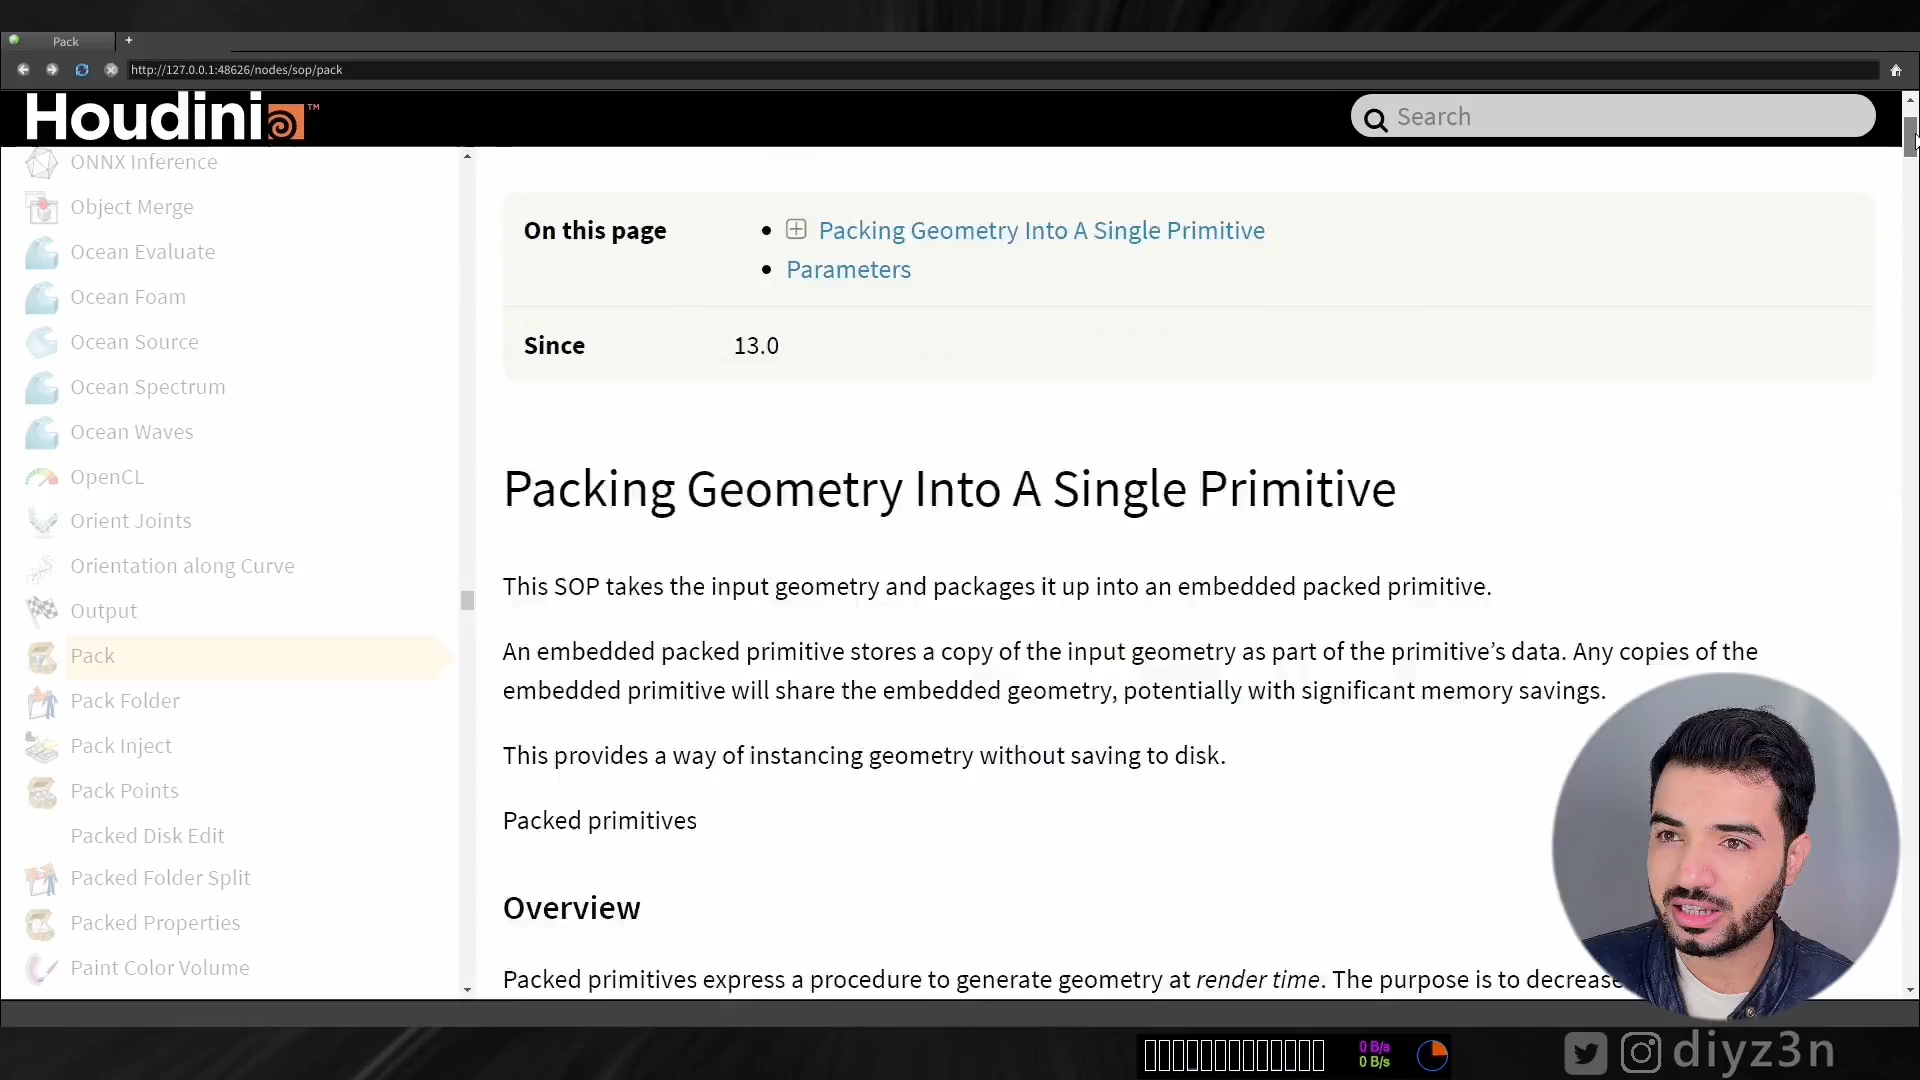 Pack
+
http://127.0.0.1:48626/nodes/sop/pack
Houdini™
Search
ONNX Inference
Object Merge
Ocean Evaluate
Ocean Foam
Ocean Source
Ocean Spectrum
Ocean Waves
OpenCL
Orient Joints
Orientation along Curve
Output
Pack
Pack Folder
Pack Inject
Pack Points
Packed Disk Edit
Packed Folder Split
Packed Properties
Paint Color Volume
On this page
Packing Geometry Into A Single Primitive
Parameters
Since 13.0
Packing Geometry Into A Single Primitive
This SOP takes the input geometry and packages it up into an embedded packed primitive.
An embedded packed primitive stores a copy of the input geometry as part of the primitive’s data. Any copies of the
embedded primitive will share the embedded geometry, potentially with significant memory savings.
This provides a way of instancing geometry without saving to disk.
Packed primitives
Overview
Packed primitives express a procedure to generate geometry at render time. The purpose is to decrease
0 B/s
0 B/s
diyz3n